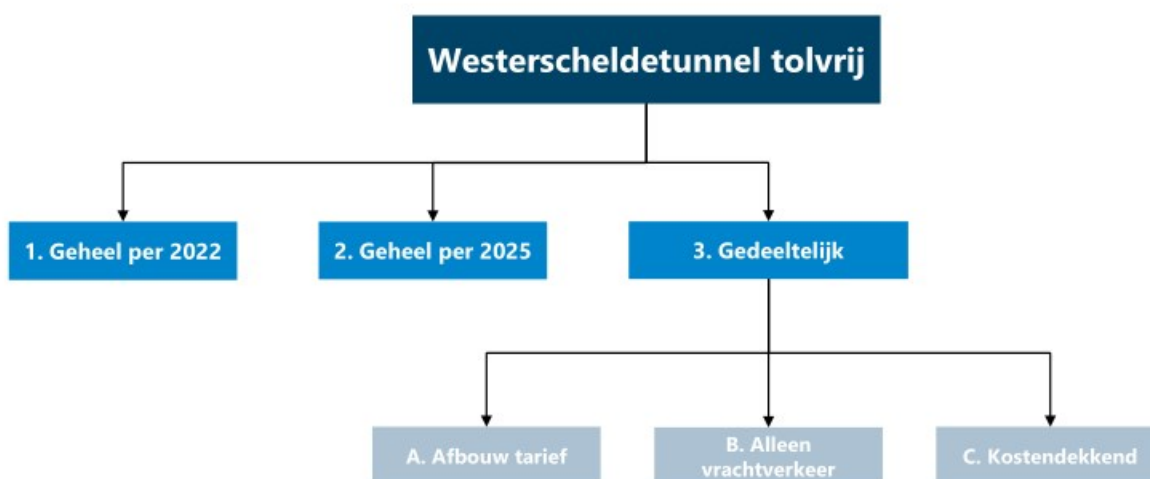 Westerscheldetunnel tolvrij
1. Geheel per 2022
2. Geheel per 2025
3. Gedeeltelijk
A. Afbouw tarief
B. Alleen
vrachtverkeer
C. Kostendekkend